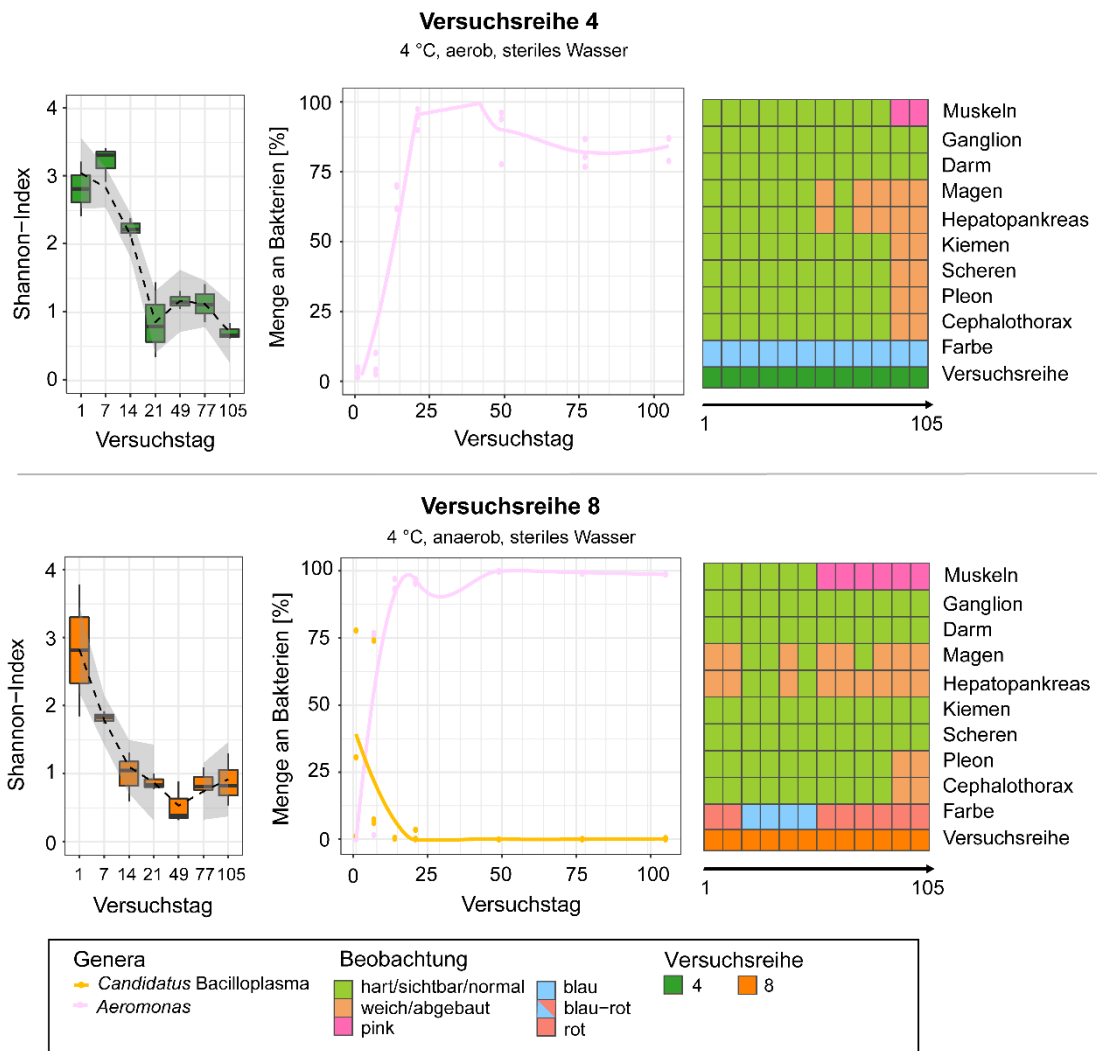 Versuchsreihe 4
4 °C, aerob, steriles Wasser
Shannon-Index
4
3
2
1
0
1 7 14 21 49 77 105
Versuchstag
Menge an Bakterien [%]
100
75
50
25
0
0 25 50 75 100
Versuchstag
Muskeln
Ganglion
Darm
Magen
Hepatopankreas
Kiemen
Scheren
Pleon
Cephalothorax
Farbe
Versuchsreihe
1 105
Versuchsreihe 8
4 °C, anaerob, steriles Wasser
Shannon-Index
4
3
2
1
0
1 7 14 21 49 77 105
Versuchstag
Menge an Bakterien [%]
100
75
50
25
0
0 25 50 75 100
Versuchstag
Muskeln
Ganglion
Darm
Magen
Hepatopankreas
Kiemen
Scheren
Pleon
Cephalothorax
Farbe
Versuchsreihe
1 105
Genera
Candidatus Bacilloplasma
Aeromonas
Beobachtung
hart/sichtbar/normal
weich/abgebaut
pink
blau
blau-rot
rot
Versuchsreihe
4 8